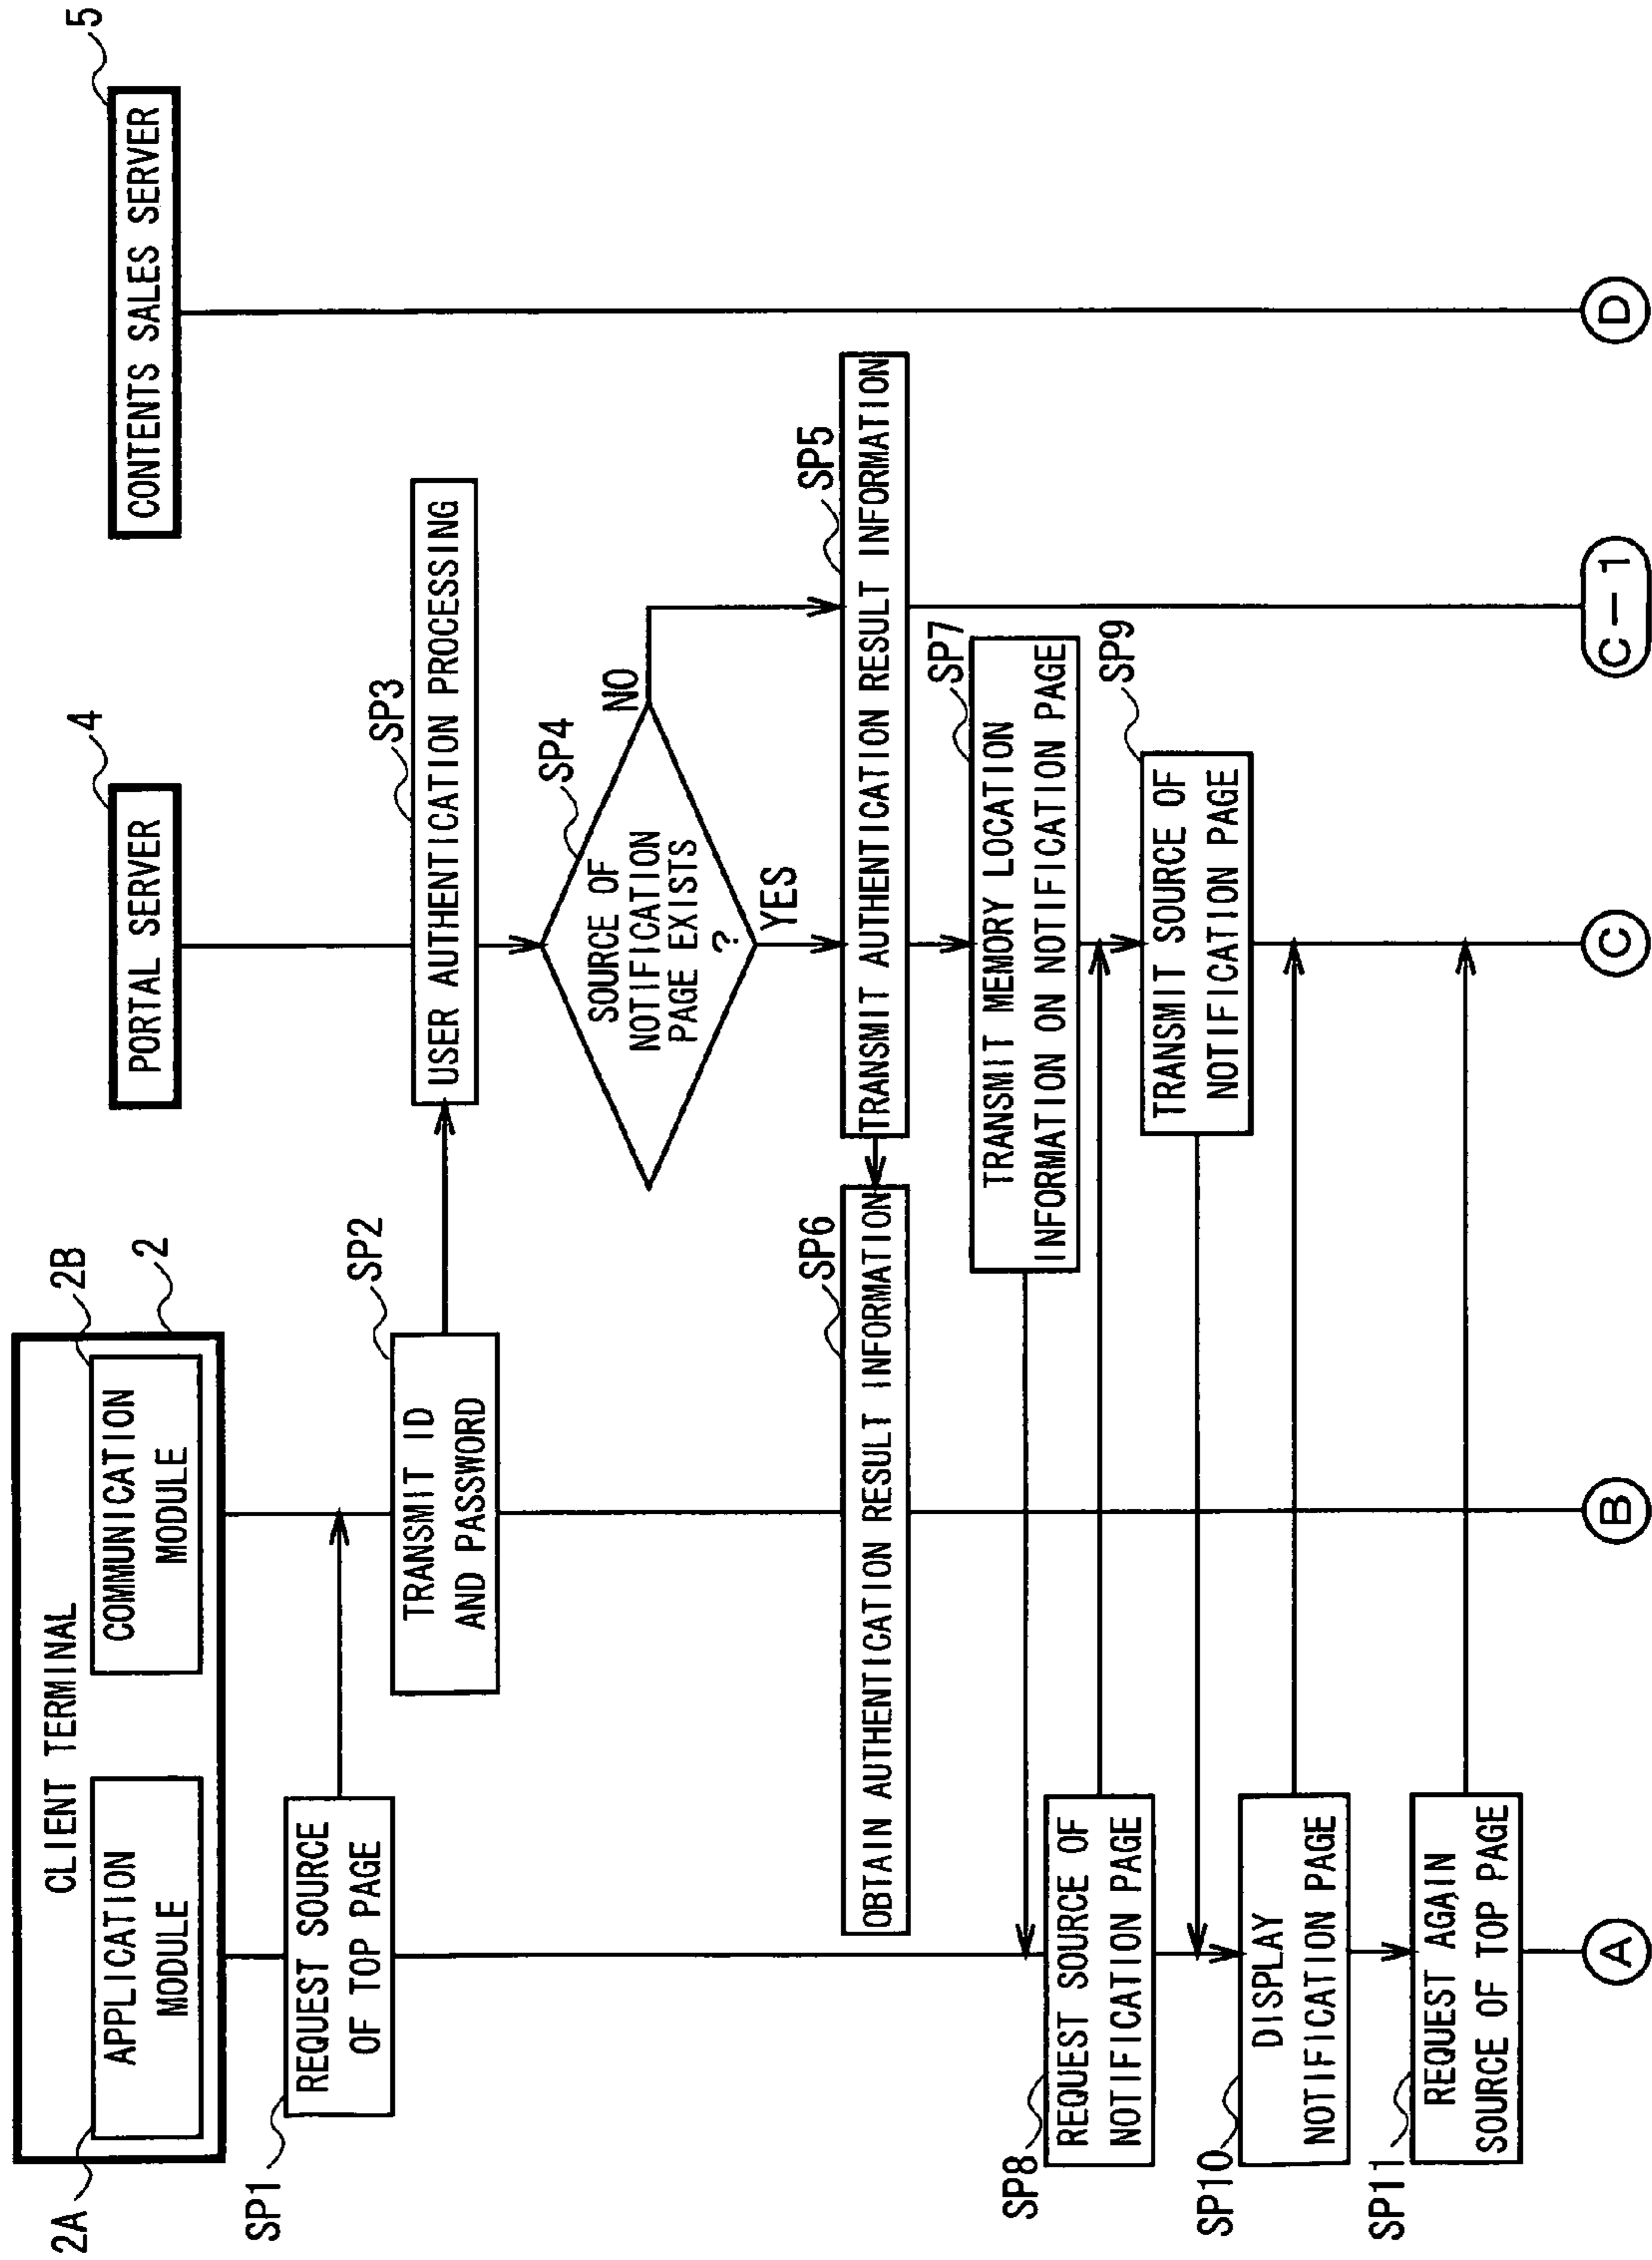 CLIENT TERMINAL
2A
APPLICATION
MODULE
2B
COMMUNICATION
MODULE
2
PORTAL SERVER
4
CONTENTS SALES SERVER
5
SP1
REQUEST SOURCE
OF TOP PAGE
SP2
TRANSMIT ID
AND PASSWORD
SP3
USER AUTHENTICATION PROCESSING
SP4
SOURCE OF
NOTIFICATION
PAGE EXISTS
?
NO
YES
SP5
TRANSMIT AUTHENTICATION RESULT INFORMATION
SP6
OBTAIN AUTHENTICATION RESULT INFORMATION
SP7
TRANSMIT MEMORY LOCATION
INFORMATION ON NOTIFICATION PAGE
SP8
REQUEST SOURCE OF
NOTIFICATION PAGE
SP9
TRANSMIT SOURCE OF
NOTIFICATION PAGE
SP10
DISPLAY
NOTIFICATION PAGE
SP11
REQUEST AGAIN
SOURCE OF TOP PAGE
A
B
C
C-1
D